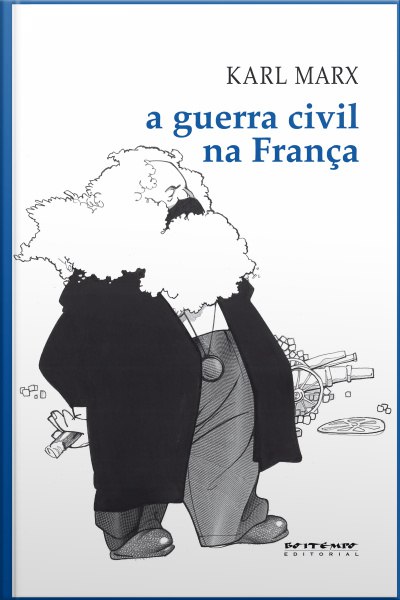 KARL MARX
a guerra civil
na França
BOITEMPO
EDITORIAL